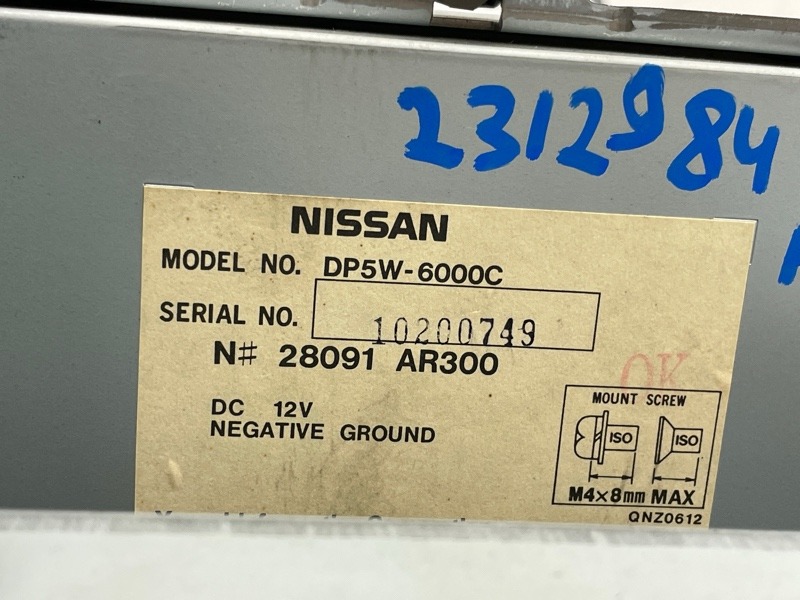 2312984
NISSAN
MODEL NO. DP5W-6000C
SERIAL NO. 10200749
N# 28091 AR300
OK
DC 12V
NEGATIVE GROUND
MOUNT SCREW
ISO ISO
M4×8mm MAX
QNZ0612